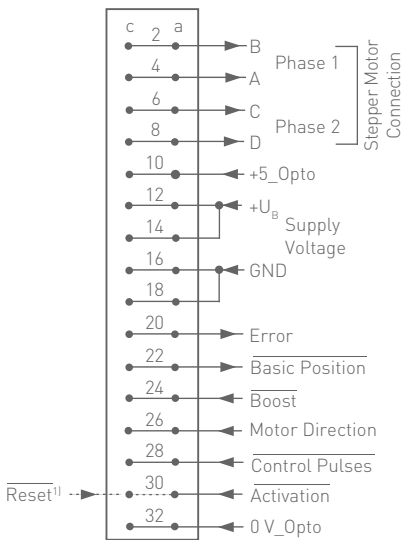 c a
2 B
Phase 1
4 A
6 C
Phase 2
8 D
Stepper Motor
Connection
10 +5_Opto
12 +U_B
Supply
Voltage
14
16 GND
18
20 Error
22 Basic Position
24 Boost
26 Motor Direction
28 Control Pulses
Reset¹⁾ 30 Activation
32 0 V_Opto